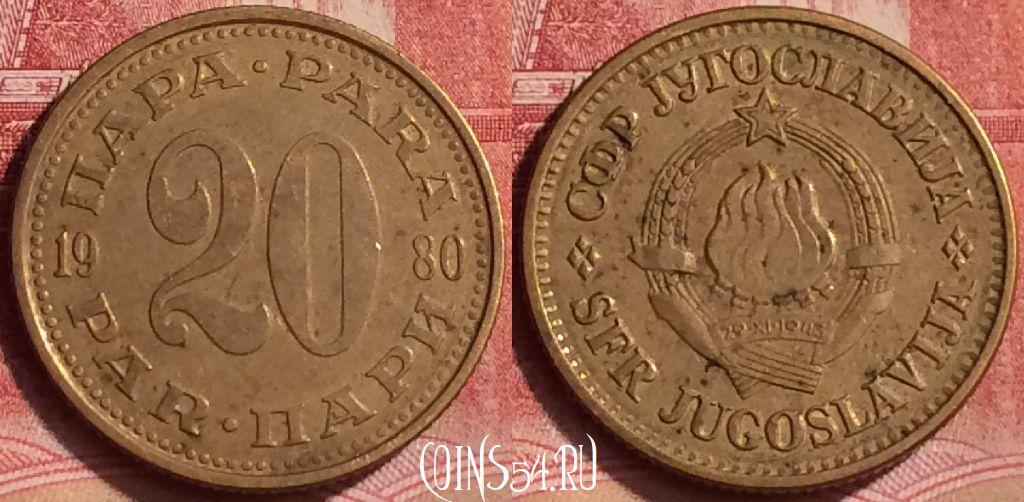 ПАРА · PARA
20
19 80
PAR · ПАРИ
СФР ЈУГОСЛАВИЈА
29·XI·1943
SFR JUGOSLAVIJA
COINS54.RU